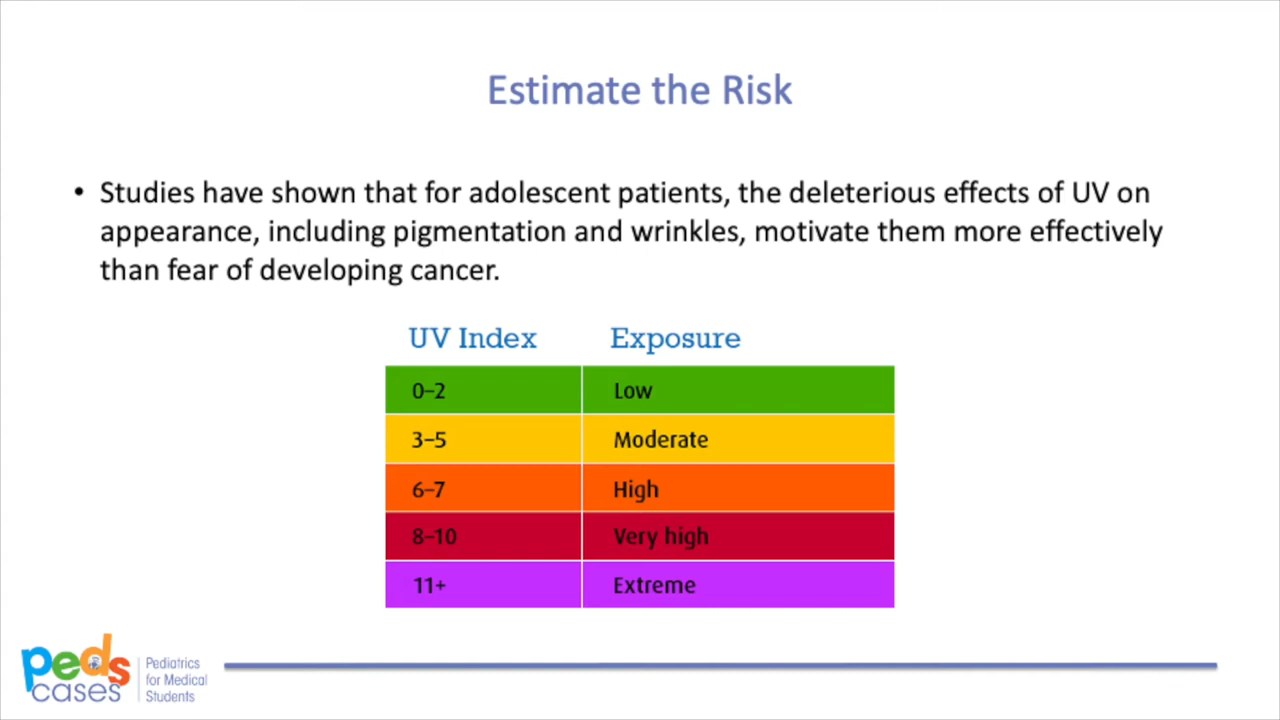 Estimate the Risk
• Studies have shown that for adolescent patients, the deleterious effects of UV on
appearance, including pigmentation and wrinkles, motivate them more effectively
than fear of developing cancer.
UV Index Exposure
0–2 Low
3–5 Moderate
6–7 High
8–10 Very high
11+ Extreme
peds
cases
Pediatrics
for Medical
Students